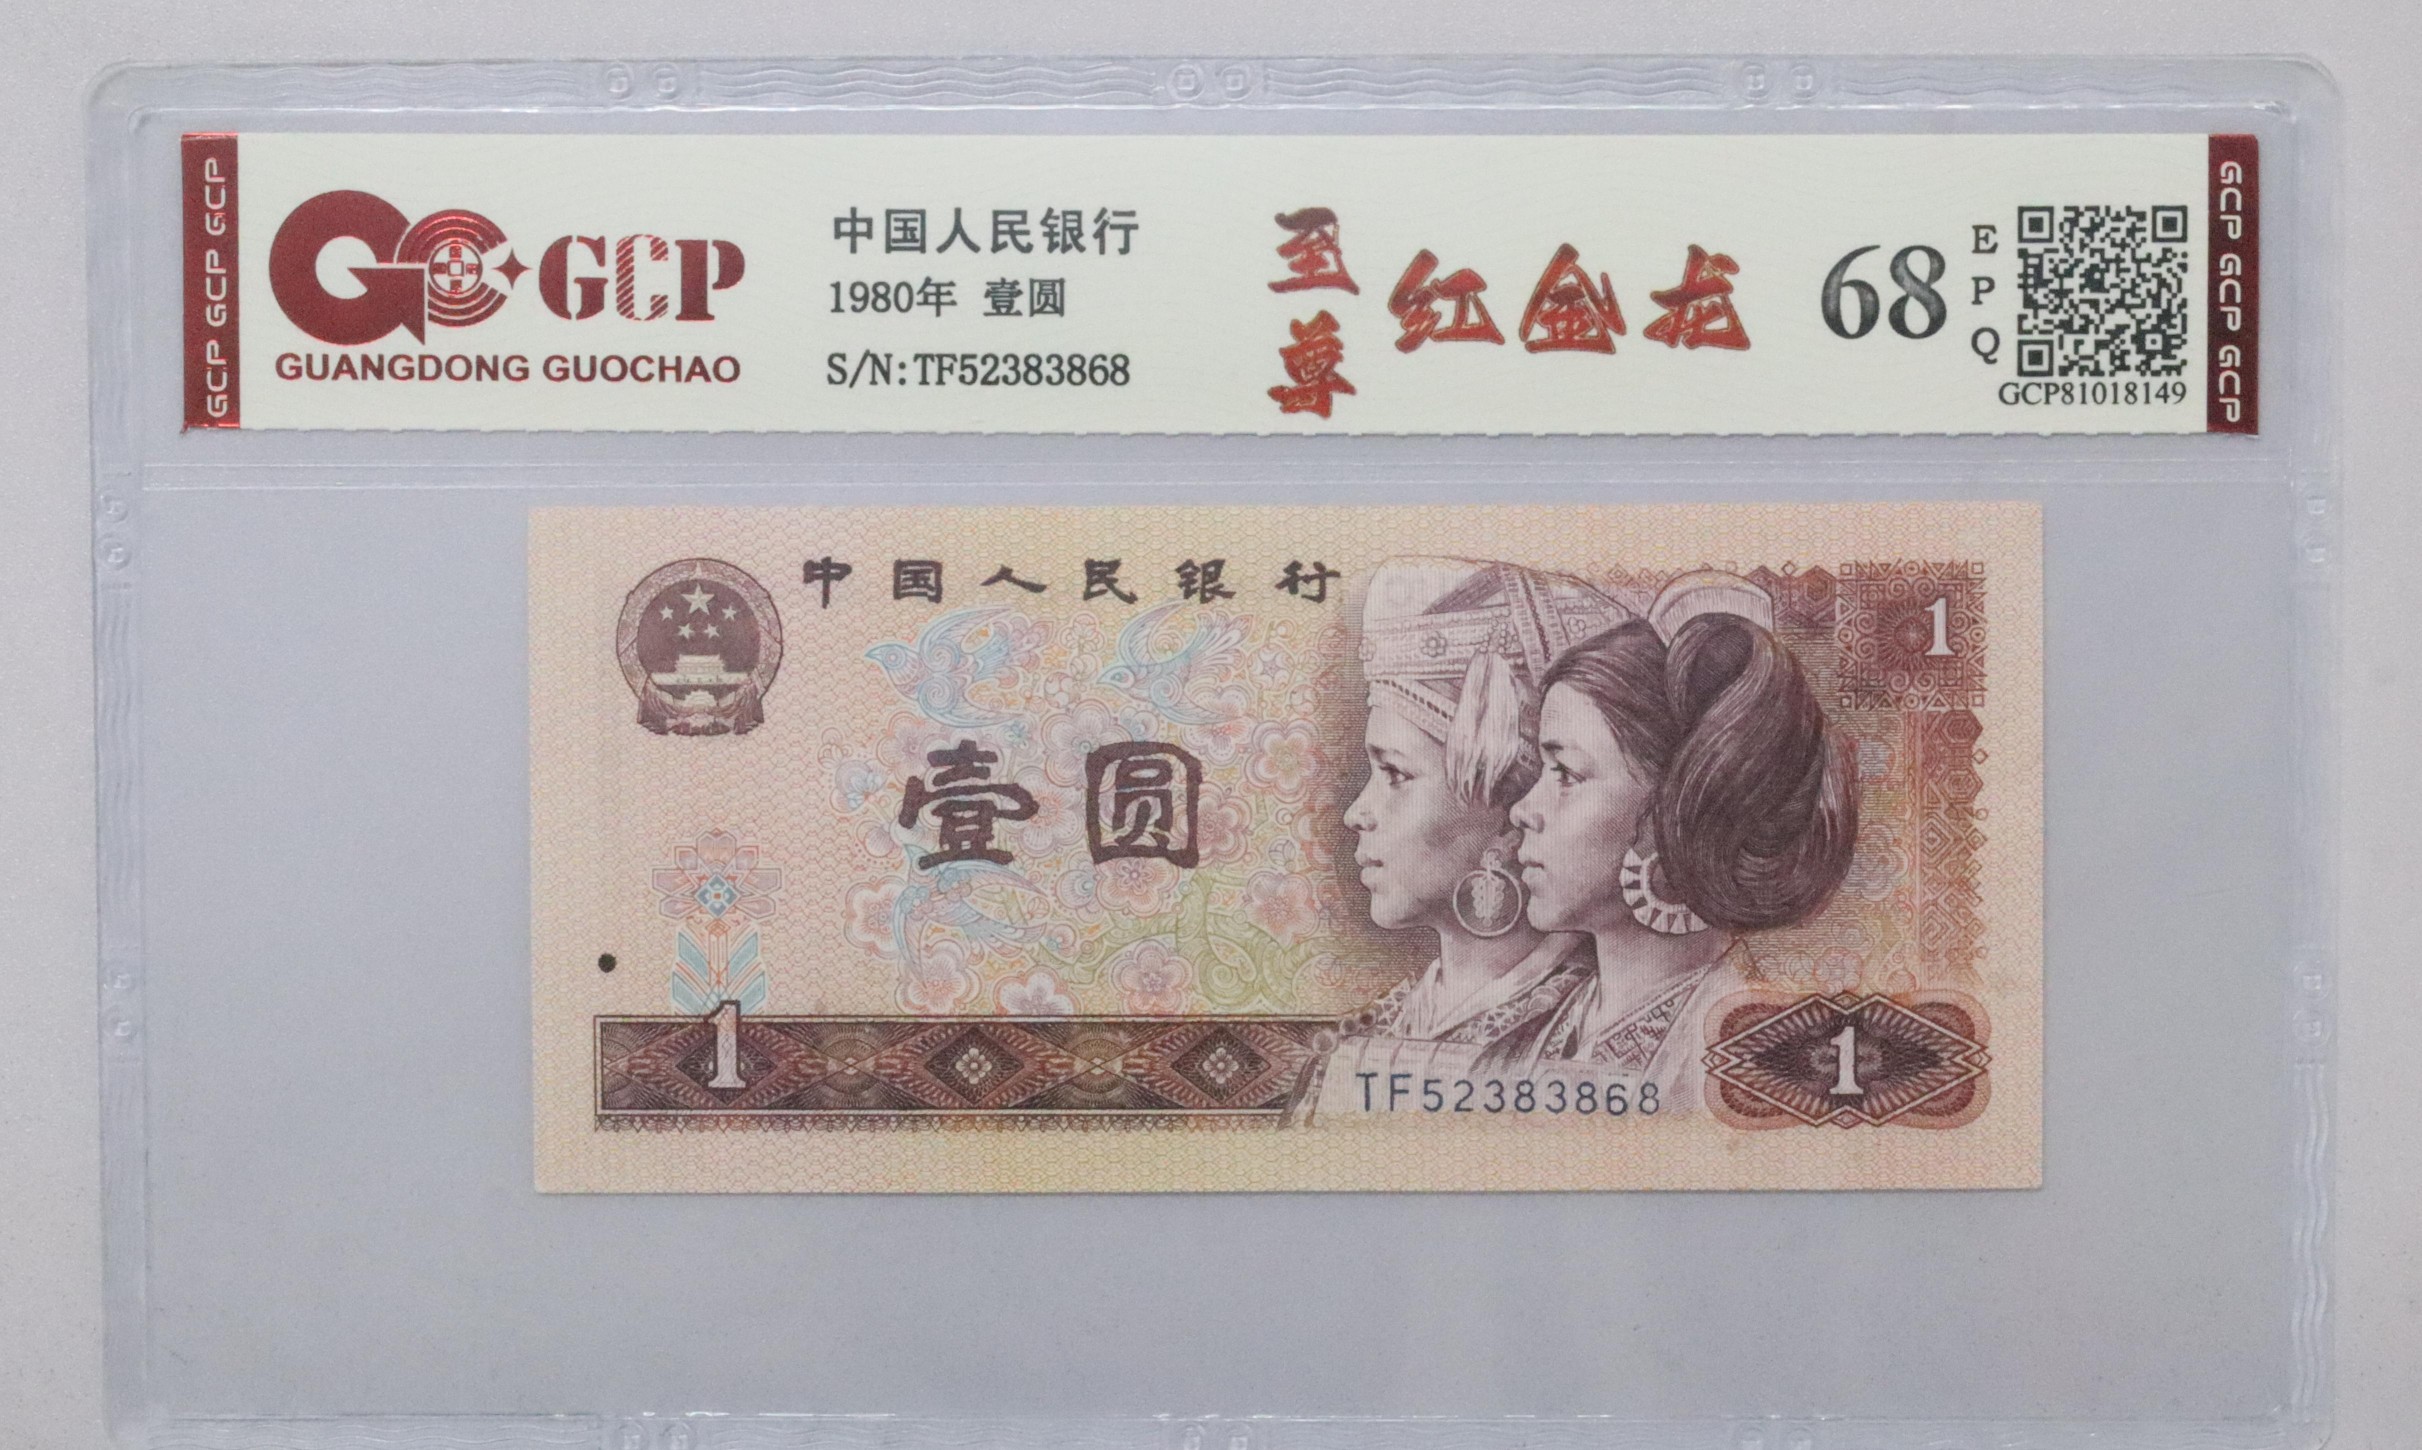 GCP GCP GCP
GCP
GUANGDONG GUOCHAO
中国人民银行
1980年 壹圆
S/N:TF52383868
至尊
红金龙
68
EPQ
GCP81018149
GCP GCP GCP
中国人民银行
1
壹圆
1
TF52383868
1